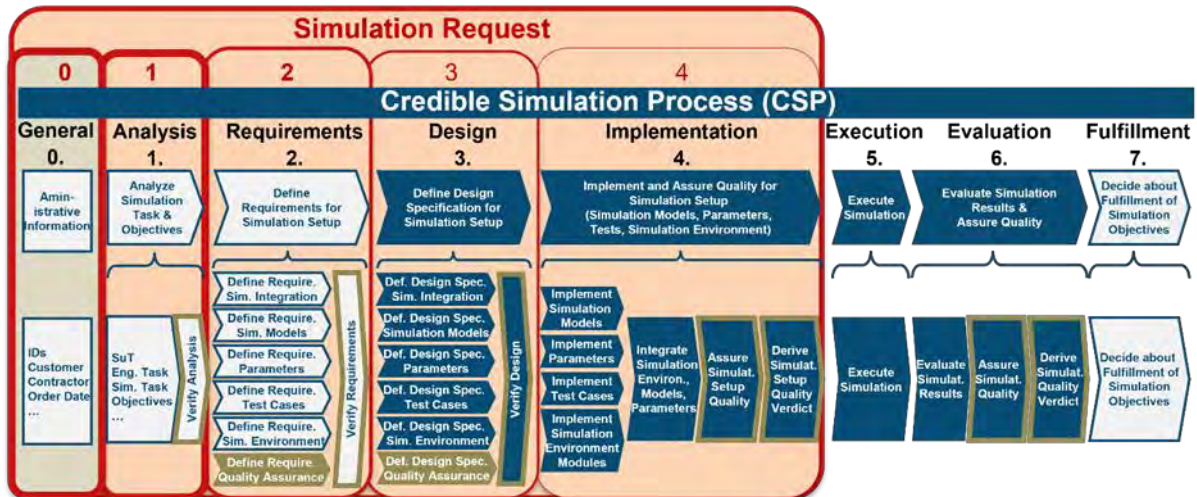 Simulation Request
0
1
2
3
4
Credible Simulation Process (CSP)
General
Analysis
Requirements
Design
Implementation
Execution
Evaluation
Fulfillment
0.
1.
2.
3.
4.
5.
6.
7.
Amin-
istrative
Information
Analyze
Simulation
Task &
Objectives
Define
Requirements for
Simulation Setup
Define Design
Specification for
Simulation Setup
Implement and Assure Quality for
Simulation Setup
(Simulation Models, Parameters,
Tests, Simulation Environment)
Execute
Simulation
Evaluate Simulation
Results &
Assure Quality
Decide about
Fulfillment of
Simulation
Objectives
IDs
Customer
Contractor
Order Date
...
SuT
Eng. Task
Sim. Task
Objectives
...
Verify Analysis
Define Require.
Sim. Integration
Define Require.
Sim. Models
Define Require.
Parameters
Define Require.
Test Cases
Define Require.
Sim. Environment
Define Require.
Quality Assurance
Verify Requirements
Def. Design Spec.
Sim. Integration
Def. Design Spec.
Simulation Models
Def. Design Spec.
Parameters
Def. Design Spec.
Test Cases
Def. Design Spec.
Sim. Environment
Def. Design Spec.
Quality Assurance
Verify Design
Implement
Simulation
Models
Implement
Parameters
Implement
Test Cases
Implement
Simulation
Environment
Modules
Integrate
Simulation
Environ.,
Models,
Parameters
Assure
Simulat.
Setup
Quality
Derive
Simulat.
Setup
Quality
Verdict
Execute
Simulation
Evaluate
Simulat.
Results
Assure
Simulat.
Quality
Derive
Simulat.
Quality
Verdict
Decide about
Fulfillment of
Simulation
Objectives